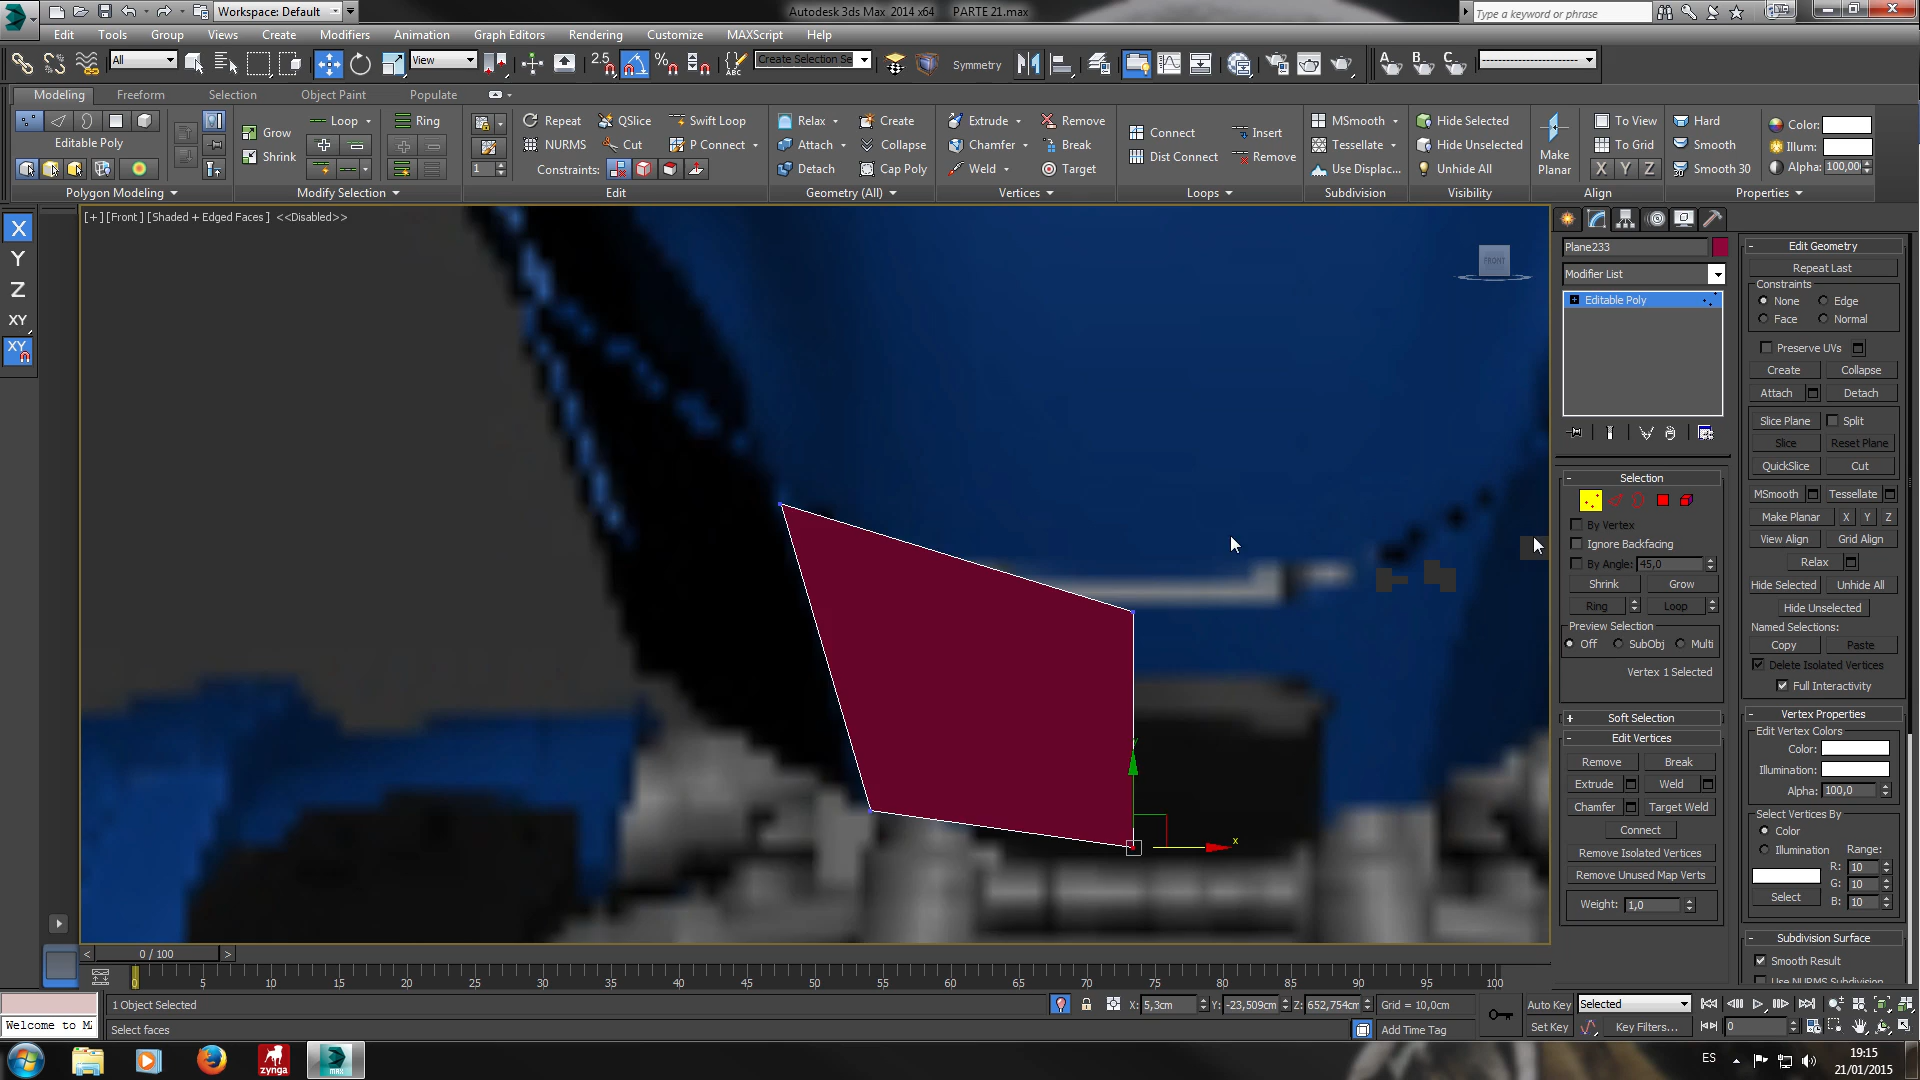 Workspace: Default
Autodesk 3ds Max  2014 x64     PARTE 21.max
Type a keyword or phrase
Edit Tools Group Views Create Modifiers Animation Graph Editors Rendering Customize MAXScript Help
All View 2.5 Create Selection Se Symmetry A B C
Modeling Freeform Selection Object Paint Populate
Loop Ring Repeat QSlice Swift Loop Relax Create Extrude Remove MSmooth Hide Selected To View Hard Color:
Editable Poly Grow Shrink NURMS Cut P Connect Attach Collapse Chamfer Break Connect Insert Tessellate Hide Unselected Make Planar To Grid Smooth Illum:
1 Constraints: Detach Cap Poly Weld Target Dist Connect Remove Use Displac... Unhide All X Y Z Smooth 30 Alpha: 100,00
Polygon Modeling Modify Selection Edit Geometry (All) Vertices Loops Subdivision Visibility Align Properties
X
Y
Z
XY
XY
[+] [Front ] [Shaded + Edged Faces ]  <<Disabled>>
FRONT
y
x
Plane233
Modifier List
Editable Poly
Selection
By Vertex
Ignore Backfacing
By Angle: 45,0
Shrink Grow
Ring Loop
Preview Selection
Off SubObj Multi
Vertex 1 Selected
Soft Selection
Edit Vertices
Remove Break
Extrude Weld
Chamfer Target Weld
Connect
Remove Isolated Vertices
Remove Unused Map Verts
Weight: 1,0
Edit Geometry
Repeat Last
Constraints
None Edge
Face Normal
Preserve UVs
Create Collapse
Attach Detach
Slice Plane Split
Slice Reset Plane
QuickSlice Cut
MSmooth Tessellate
Make Planar X Y Z
View Align Grid Align
Relax
Hide Selected Unhide All
Hide Unselected
Named Selections:
Copy Paste
Delete Isolated Vertices
Full Interactivity
Vertex Properties
Edit Vertex Colors
Color:
Illumination:
Alpha: 100,0
Select Vertices By
Color
Illumination Range:
R: 10
G: 10
Select B: 10
Subdivision Surface
Smooth Result
Use NURMS Subdivision
< 0 / 100 >
0 5 10 15 20 25 30 35 40 45 50 55 60 65 70 75 80 85 90 95 100
1 Object Selected X: 5,3cm Y: -23,509cm Z: 652,754cm Grid = 10,0cm Auto Key Selected
Welcome to Select faces Add Time Tag Set Key Key Filters... 0
zynga MAX ES 19:15
21/01/2015